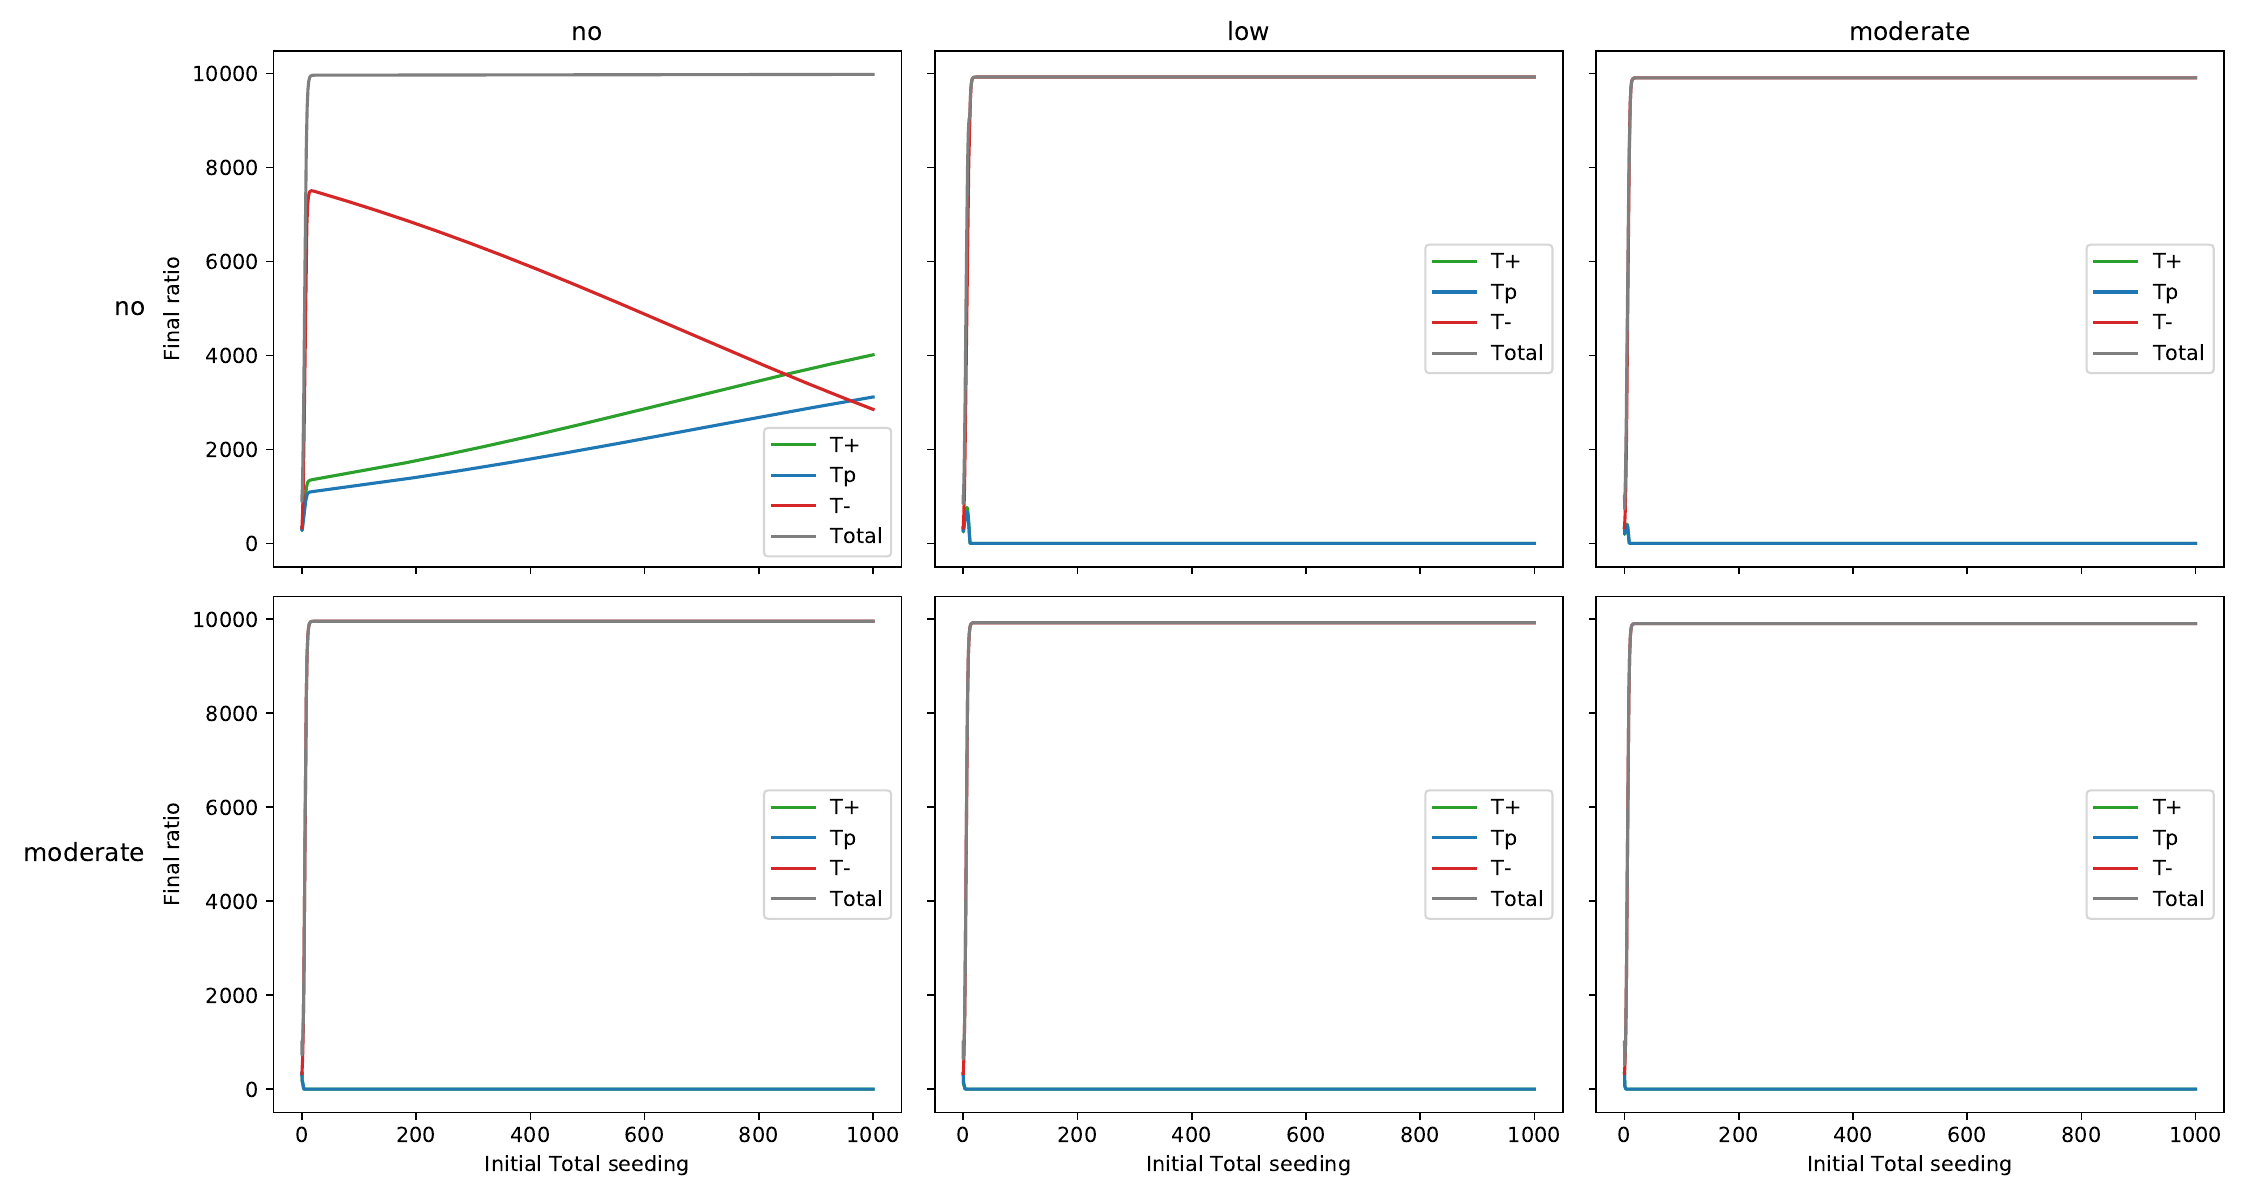 no low moderate
10000
8000
6000
4000
2000
0
no
Final ratio
T+
Tp
T-
Total
T+
Tp
T-
Total
T+
Tp
T-
Total
10000
8000
6000
4000
2000
0
moderate
Final ratio
T+
Tp
T-
Total
T+
Tp
T-
Total
T+
Tp
T-
Total
0 200 400 600 800 1000
Initial Total seeding
0 200 400 600 800 1000
Initial Total seeding
0 200 400 600 800 1000
Initial Total seeding